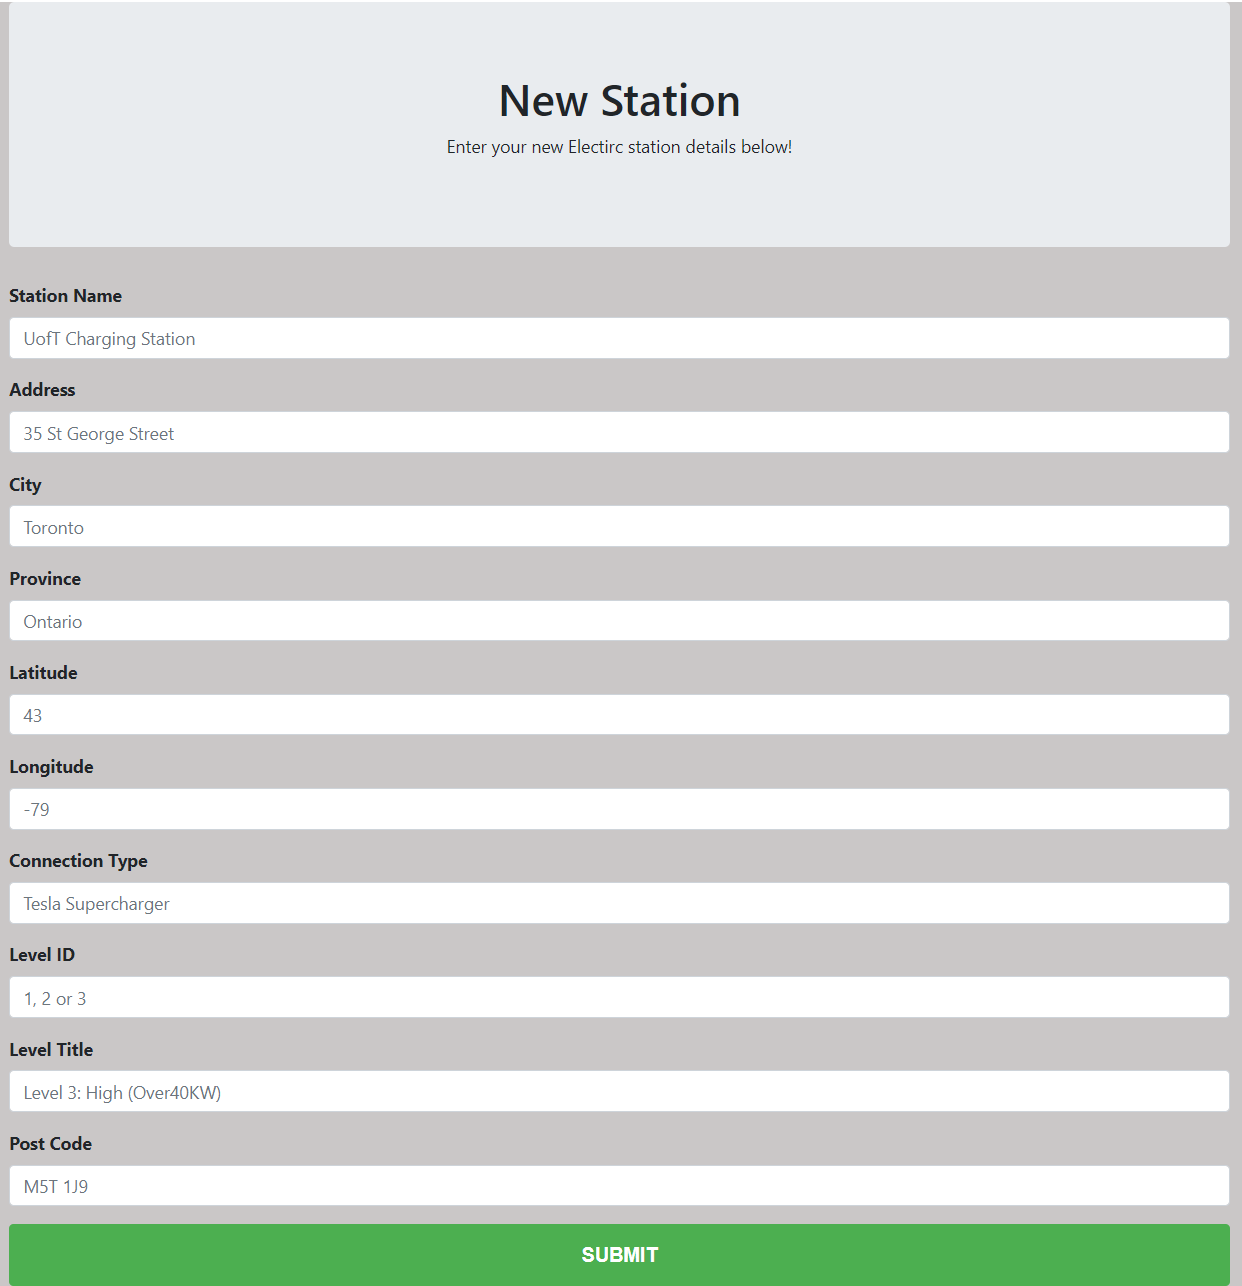 New Station
Enter your new Electirc station details below!
Station Name
UofT Charging Station
Address
35 St George Street
City
Toronto
Province
Ontario
Latitude
43
Longitude
-79
Connection Type
Tesla Supercharger
Level ID
1, 2 or 3
Level Title
Level 3: High (Over40KW)
Post Code
M5T 1J9
SUBMIT